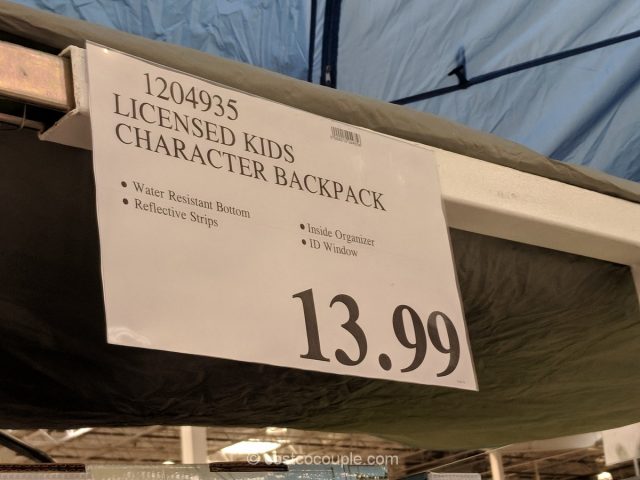 1204935
LICENSED KIDS
CHARACTER BACKPACK
• Water Resistant Bottom
• Reflective Strips
• Inside Organizer
• ID Window
13.99
© costcocouple.com